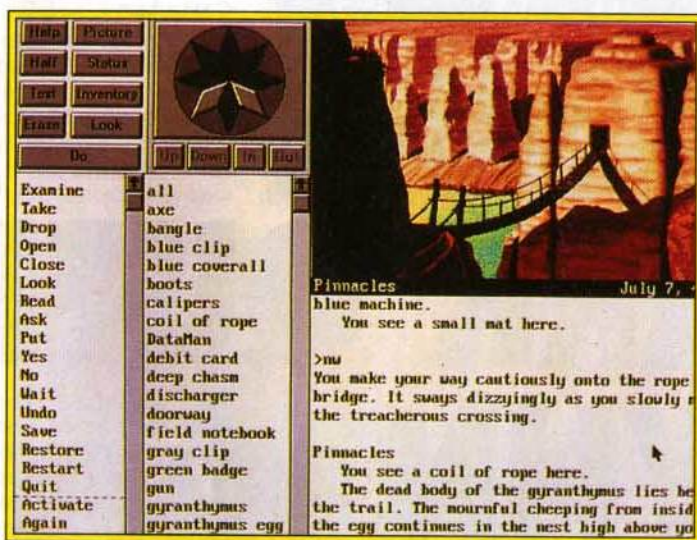 Help Picture
Half Status
Text Inventory
Erase Look
Do Up Down In Out
Examine
Take
Drop
Open
Close
Look
Read
Ask
Put
Yes
No
Wait
Undo
Save
Restore
Restart
Quit
Activate
Again
all
axe
bangle
blue clip
blue coverall
boots
calipers
coil of rope
DataMan
debit card
deep chasm
discharger
doorway
field notebook
gray clip
green badge
gun
gyranthymus
gyranthymus egg
Pinnacles July 7,
blue machine.
You see a small mat here.
>nw
You make your way cautiously onto the rope
bridge. It sways dizzyingly as you slowly
the treacherous crossing.
Pinnacles
You see a coil of rope here.
The dead body of the gyranthymus lies
the trail. The mournful cheeping from
the egg continues in the nest high above